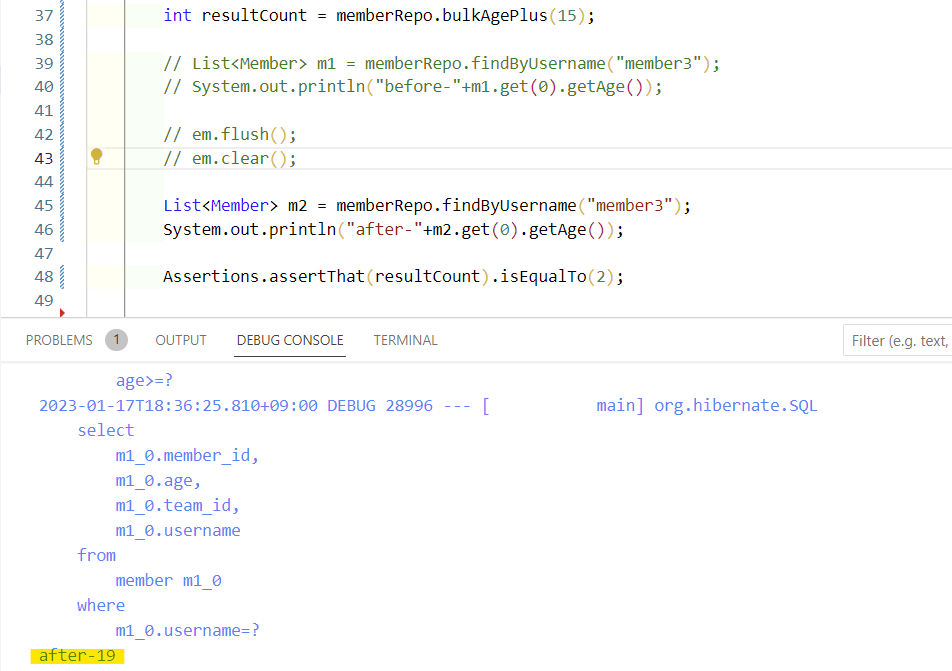 37 int resultCount = memberRepo.bulkAgePlus(15);
38
39 // List<Member> m1 = memberRepo.findByUsername("member3");
40 // System.out.println("before-"+m1.get(0).getAge());
41
42 // em.flush();
43 // em.clear();
44
45 List<Member> m2 = memberRepo.findByUsername("member3");
46 System.out.println("after-"+m2.get(0).getAge());
47
48 Assertions.assertThat(resultCount).isEqualTo(2);
49
PROBLEMS 1 OUTPUT DEBUG CONSOLE TERMINAL Filter (e.g. text,
age>=?
2023-01-17T18:36:25.810+09:00 DEBUG 28996 --- [ main] org.hibernate.SQL
select
m1_0.member_id,
m1_0.age,
m1_0.team_id,
m1_0.username
from
member m1_0
where
m1_0.username=?
after-19